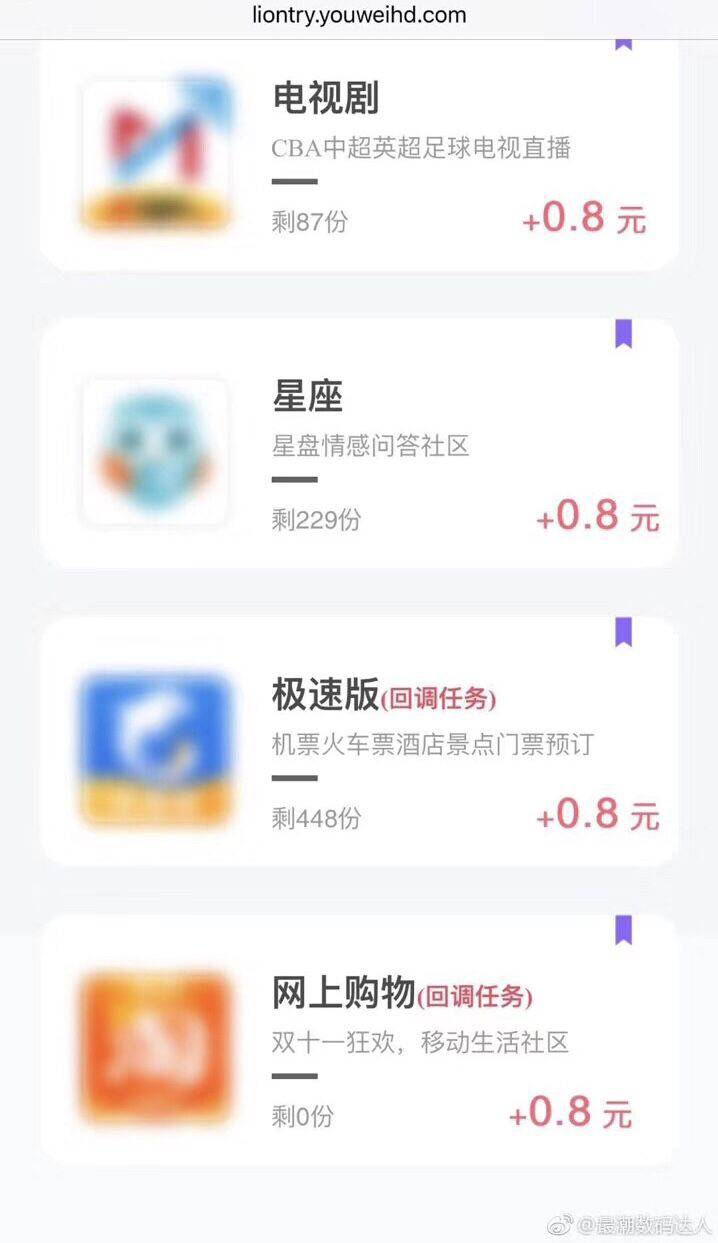 liontry.youweihd.com
电视剧
CBA中超英超足球电视直播
剩87份
+0.8 元
星座
星盘情感问答社区
剩229份
+0.8 元
极速版(回调任务)
机票火车票酒店景点门票预订
剩448份
+0.8 元
网上购物(回调任务)
双十一狂欢，移动生活社区
剩0份
+0.8 元
@最潮数码达人